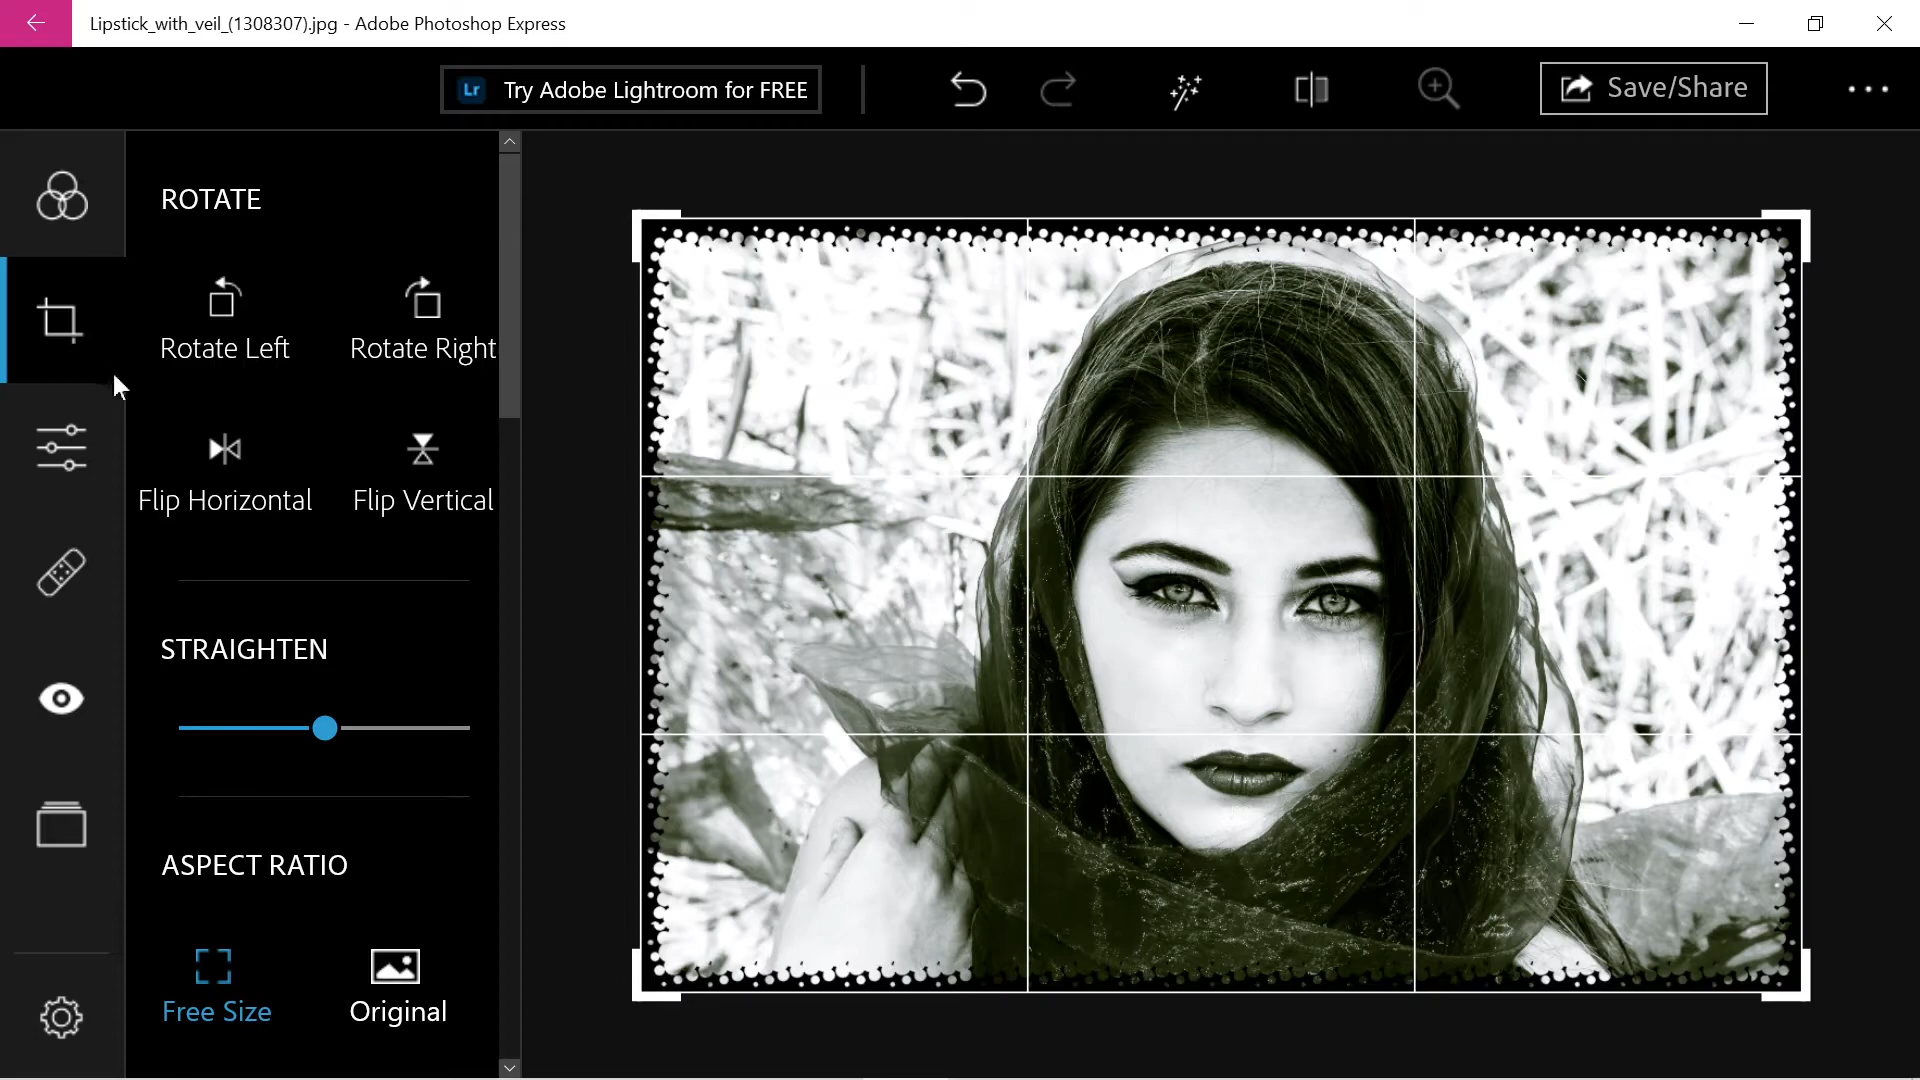 Lipstick_with_veil_(1308307).jpg - Adobe Photoshop Express
Lr Try Adobe Lightroom for FREE
Save/Share
ROTATE
Rotate Left
Rotate Right
Flip Horizontal
Flip Vertical
STRAIGHTEN
ASPECT RATIO
Free Size
Original